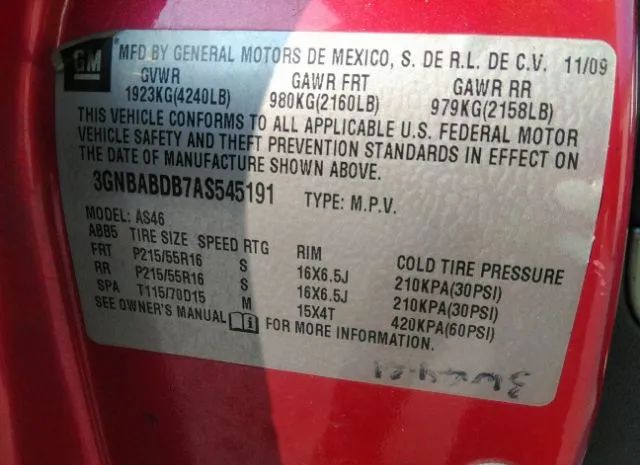 GM MFD BY GENERAL MOTORS DE MEXICO, S. DE R.L. DE C.V. 11/09
GVWR GAWR FRT GAWR RR
1923KG(4240LB) 980KG(2160LB) 979KG(2158LB)
THIS VEHICLE CONFORMS TO ALL APPLICABLE U.S. FEDERAL MOTOR
VEHICLE SAFETY AND THEFT PREVENTION STANDARDS IN EFFECT ON
THE DATE OF MANUFACTURE SHOWN ABOVE.
3GNBABDB7AS545191 TYPE: M.P.V.
MODEL: AS46
ABB5 TIRE SIZE SPEED RTG RIM COLD TIRE PRESSURE
FRT P215/55R16 S 16X6.5J 210KPA(30PSI)
RR P215/55R16 S 16X6.5J 210KPA(30PSI)
SPA T115/70D15 M 15X4T 420KPA(60PSI)
SEE OWNER'S MANUAL FOR MORE INFORMATION.